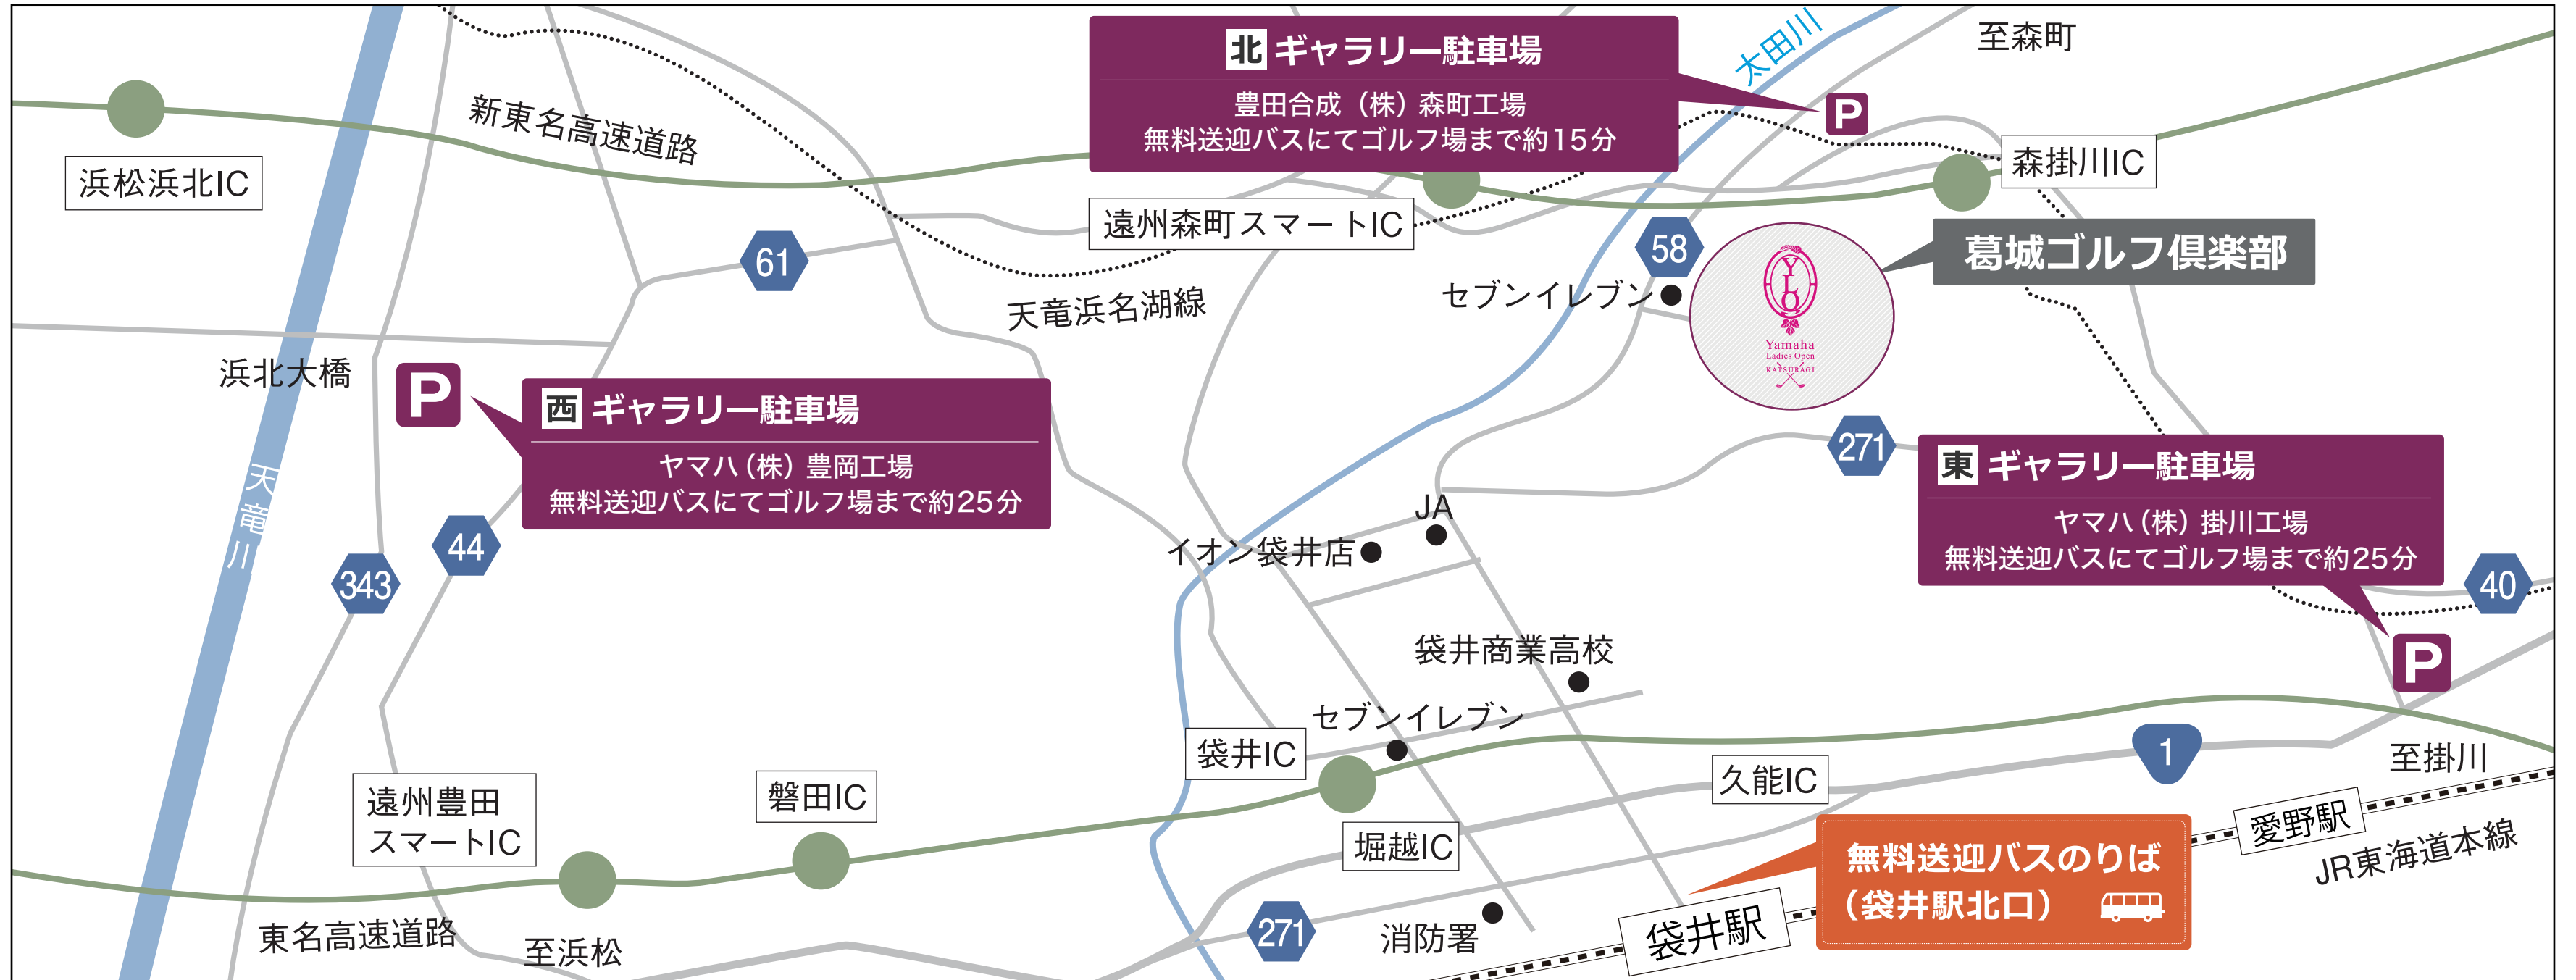 北 ギャラリー駐車場
豊田合成（株）森町工場
無料送迎バスにてゴルフ場まで約15分
太田川
至森町
P
新東名高速道路
浜松浜北IC
森掛川IC
遠州森町スマートIC
58
葛城ゴルフ倶楽部
61
セブンイレブン
YLO
Yamaha
Ladies Open
KATSURAGI
天竜浜名湖線
浜北大橋
P
西 ギャラリー駐車場
ヤマハ（株）豊岡工場
無料送迎バスにてゴルフ場まで約25分
271
東 ギャラリー駐車場
ヤマハ（株）掛川工場
無料送迎バスにてゴルフ場まで約25分
天竜川
44
343
JA
イオン袋井店
40
袋井商業高校
P
セブンイレブン
袋井IC
1
至掛川
久能IC
遠州豊田
スマートIC
磐田IC
堀越IC
愛野駅
JR東海道本線
無料送迎バスのりば
（袋井駅北口）
東名高速道路
至浜松
271
消防署
袋井駅